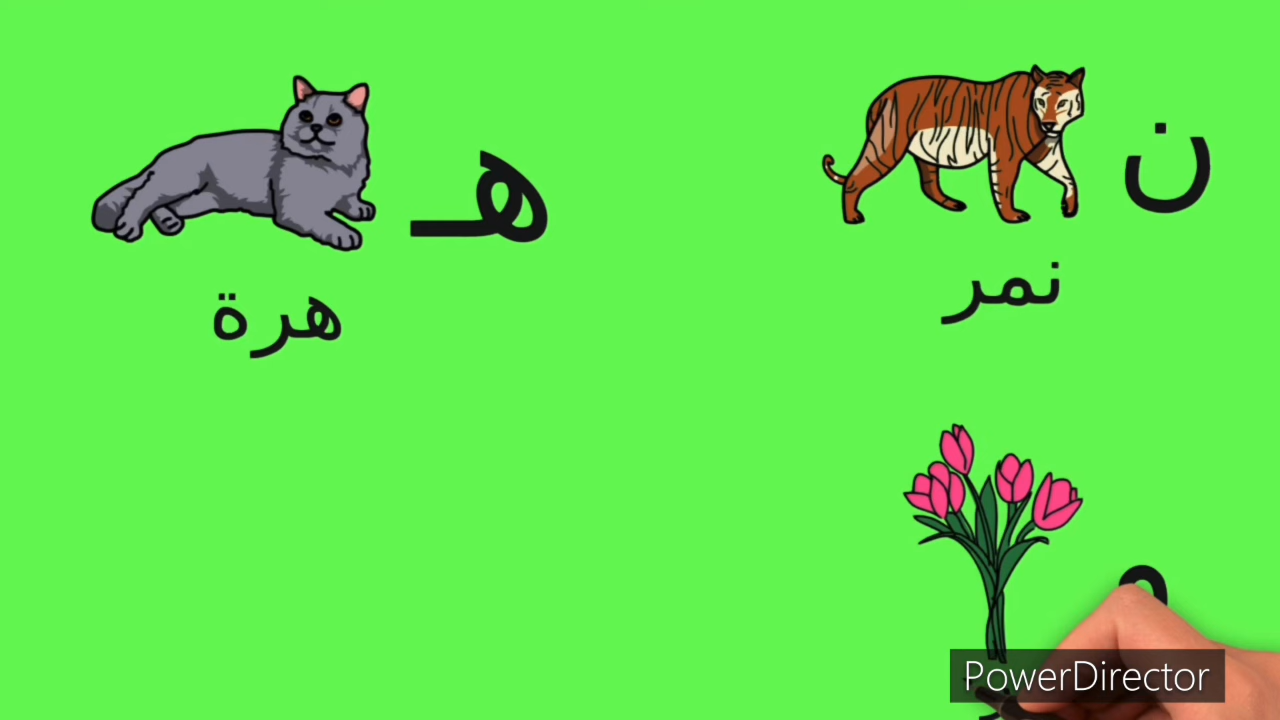 ن
نمر
هـ
هرة
و
PowerDirector